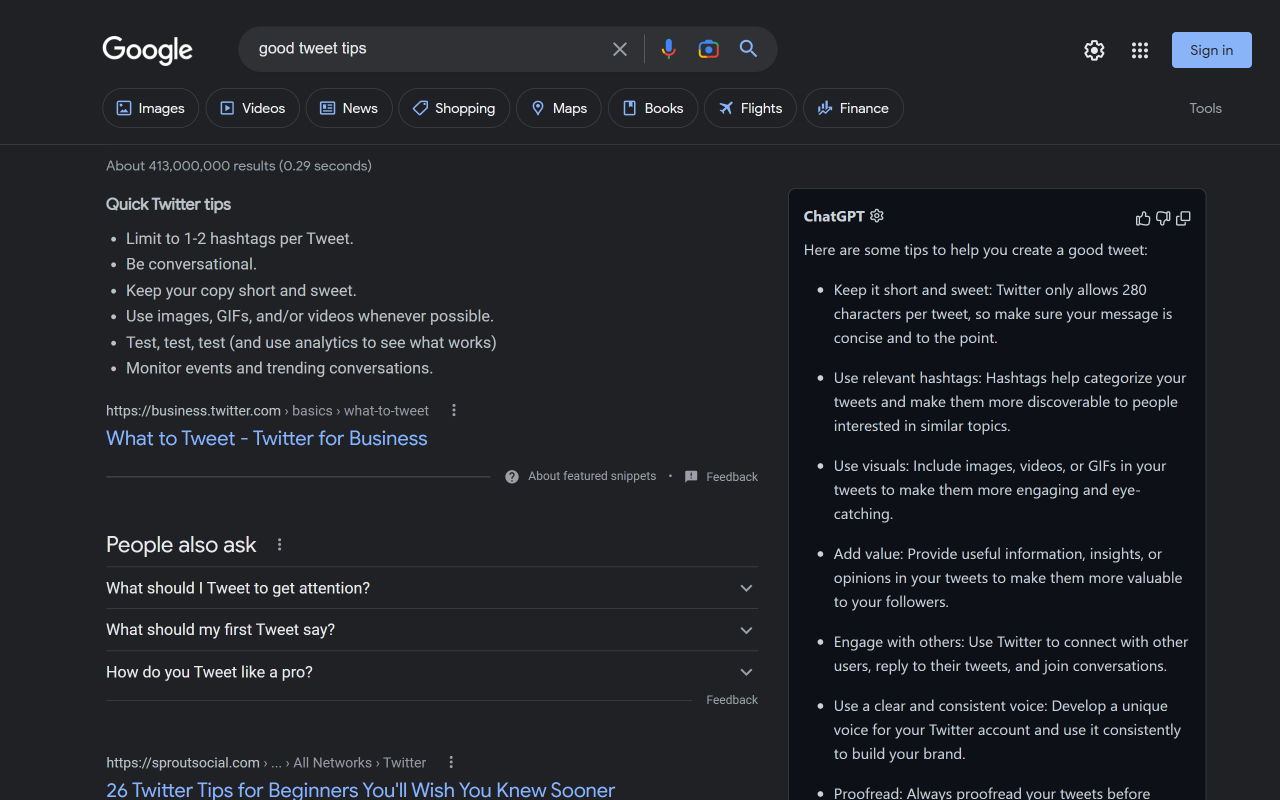 Google
good tweet tips
Sign in
Images
Videos
News
Shopping
Maps
Books
Flights
Finance
Tools
About 413,000,000 results (0.29 seconds)
Quick Twitter tips
• Limit to 1-2 hashtags per Tweet.
• Be conversational.
• Keep your copy short and sweet.
• Use images, GIFs, and/or videos whenever possible.
• Test, test, test (and use analytics to see what works)
• Monitor events and trending conversations.
https://business.twitter.com › basics › what-to-tweet
What to Tweet - Twitter for Business
About featured snippets • Feedback
People also ask
What should I Tweet to get attention?
What should my first Tweet say?
How do you Tweet like a pro?
Feedback
https://sproutsocial.com › ... › All Networks › Twitter
26 Twitter Tips for Beginners You'll Wish You Knew Sooner
ChatGPT
Here are some tips to help you create a good tweet:
• Keep it short and sweet: Twitter only allows 280
characters per tweet, so make sure your message is
concise and to the point.
• Use relevant hashtags: Hashtags help categorize your
tweets and make them more discoverable to people
interested in similar topics.
• Use visuals: Include images, videos, or GIFs in your
tweets to make them more engaging and eye-
catching.
• Add value: Provide useful information, insights, or
opinions in your tweets to make them more valuable
to your followers.
• Engage with others: Use Twitter to connect with other
users, reply to their tweets, and join conversations.
• Use a clear and consistent voice: Develop a unique
voice for your Twitter account and use it consistently
to build your brand.
• Proofread: Always proofread your tweets before